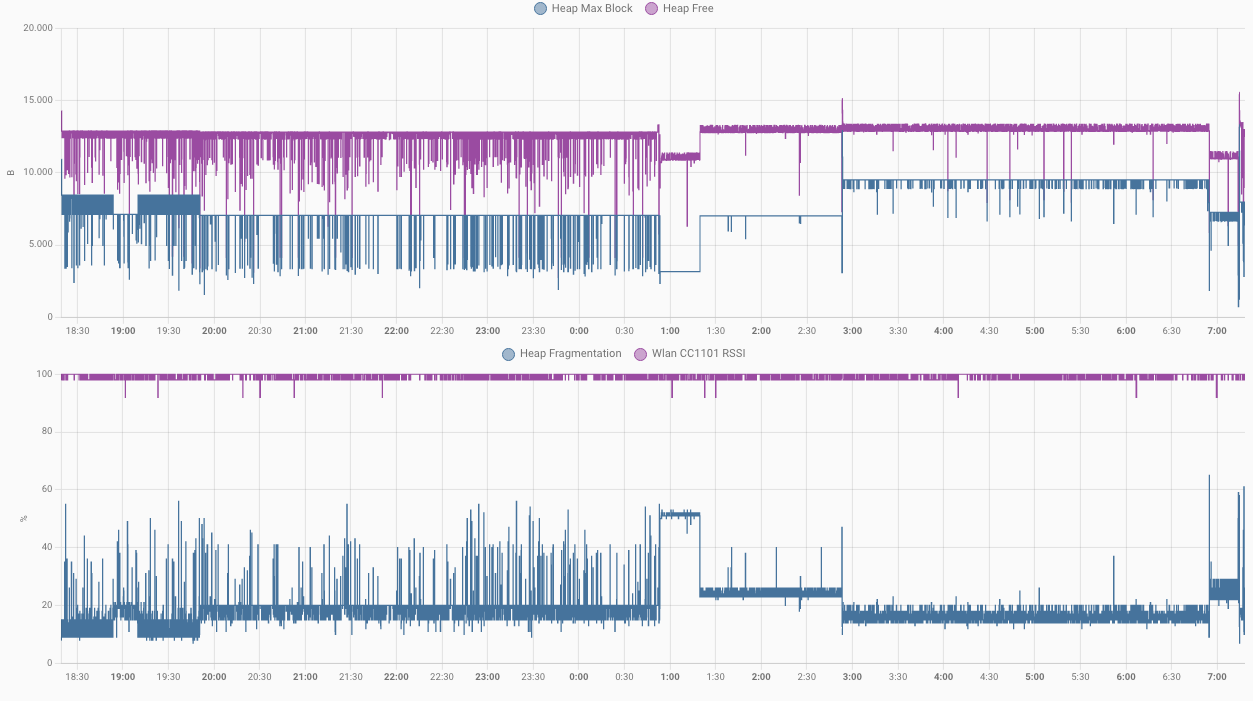 Heap Max Block Heap Free
20.000
15.000
10.000
5.000
0
B
18:30 19:00 19:30 20:00 20:30 21:00 21:30 22:00 22:30 23:00 23:30 0:00 0:30 1:00 1:30 2:00 2:30 3:00 3:30 4:00 4:30 5:00 5:30 6:00 6:30 7:00
Heap Fragmentation Wlan CC1101 RSSI
100
80
60
40
20
0
%
18:30 19:00 19:30 20:00 20:30 21:00 21:30 22:00 22:30 23:00 23:30 0:00 0:30 1:00 1:30 2:00 2:30 3:00 3:30 4:00 4:30 5:00 5:30 6:00 6:30 7:00